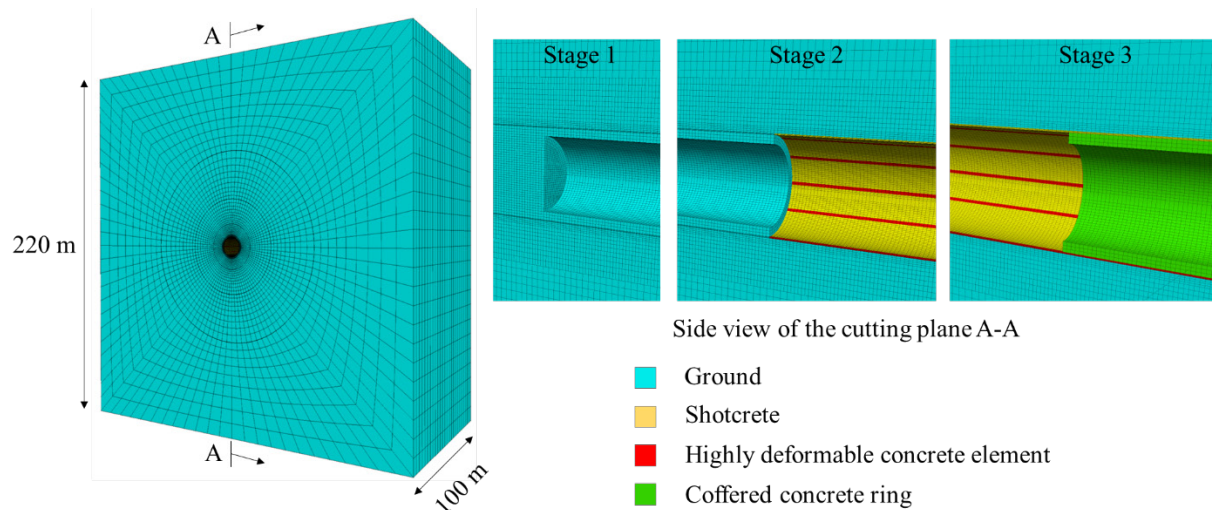 A
220 m
A
100 m
Stage 1
Stage 2
Stage 3
Side view of the cutting plane A-A
Ground
Shotcrete
Highly deformable concrete element
Coffered concrete ring